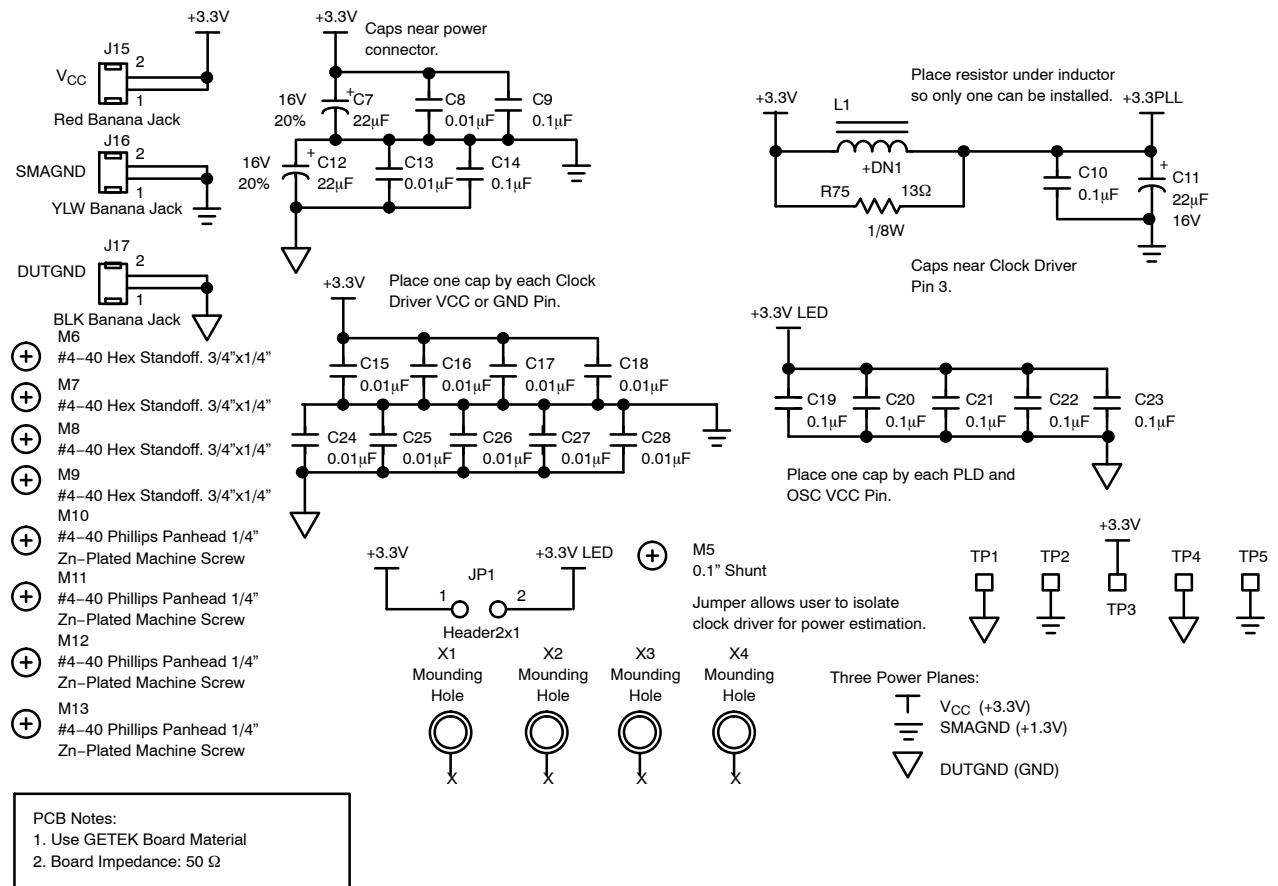 +3.3V
J15
2
VCC
1
Red Banana Jack
J16
2
SMAGND
1
YLW Banana Jack
J17
2
DUTGND
1
BLK Banana Jack
+3.3V
Caps near power
connector.
16V
20%
+
C7
22μF
C8
0.01μF
C9
0.1μF
16V
20%
+
C12
22μF
C13
0.01μF
C14
0.1μF
Place resistor under inductor
so only one can be installed.
+3.3V
L1
+3.3PLL
+DN1
R75
13Ω
1/8W
C10
0.1μF
+
C11
22μF
16V
Caps near Clock Driver
Pin 3.
+3.3V
Place one cap by each Clock
Driver VCC or GND Pin.
C15
0.01μF
C16
0.01μF
C17
0.01μF
C18
0.01μF
C24
0.01μF
C25
0.01μF
C26
0.01μF
C27
0.01μF
C28
0.01μF
+3.3V LED
C19
0.1μF
C20
0.1μF
C21
0.1μF
C22
0.1μF
C23
0.1μF
Place one cap by each PLD and
OSC VCC Pin.
M6
#4−40 Hex Standoff. 3/4”x1/4”
M7
#4−40 Hex Standoff. 3/4”x1/4”
M8
#4−40 Hex Standoff. 3/4”x1/4”
M9
#4−40 Hex Standoff. 3/4”x1/4”
M10
#4−40 Phillips Panhead 1/4”
Zn−Plated Machine Screw
M11
#4−40 Phillips Panhead 1/4”
Zn−Plated Machine Screw
M12
#4−40 Phillips Panhead 1/4”
Zn−Plated Machine Screw
M13
#4−40 Phillips Panhead 1/4”
Zn−Plated Machine Screw
+3.3V
+3.3V LED
JP1
1
2
Header2x1
M5
0.1” Shunt
Jumper allows user to isolate
clock driver for power estimation.
X1
Mounding
Hole
X
X2
Mounding
Hole
X
X3
Mounding
Hole
X
X4
Mounding
Hole
X
+3.3V
TP1
TP2
TP3
TP4
TP5
Three Power Planes:
VCC (+3.3V)
SMAGND (+1.3V)
DUTGND (GND)
PCB Notes:
1. Use GETEK Board Material
2. Board Impedance: 50 Ω